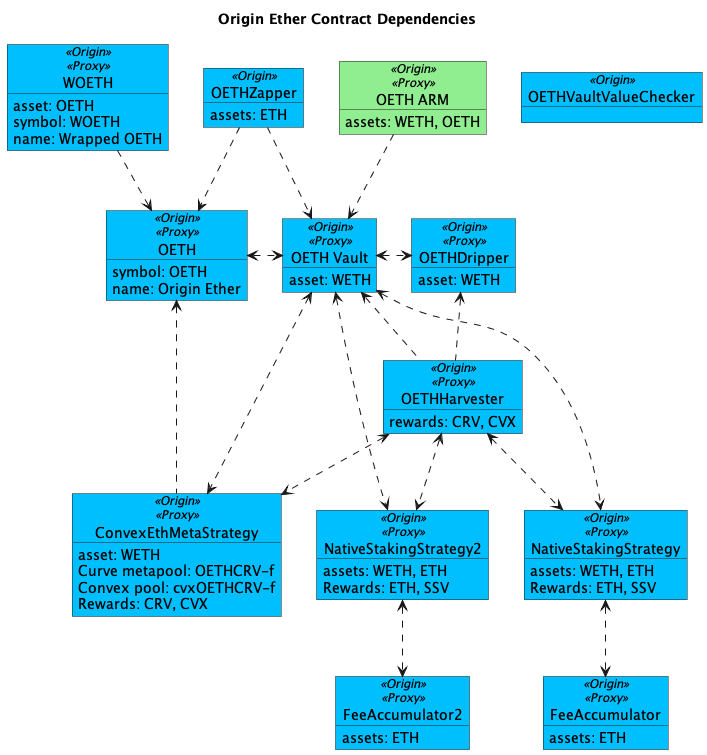 Origin Ether Contract Dependencies
«Origin»
«Proxy»
WOETH
asset: OETH
symbol: WOETH
name: Wrapped OETH
«Origin»
OETHZapper
assets: ETH
«Origin»
«Proxy»
OETH ARM
assets: WETH, OETH
«Origin»
OETHVaultValueChecker
«Origin»
«Proxy»
OETH
symbol: OETH
name: Origin Ether
«Origin»
«Proxy»
OETH Vault
asset: WETH
«Origin»
«Proxy»
OETHDripper
asset: WETH
«Origin»
«Proxy»
OETHHarvester
rewards: CRV, CVX
«Origin»
«Proxy»
ConvexEthMetaStrategy
asset: WETH
Curve metapool: OETHCRV-f
Convex pool: cvxOETHCRV-f
Rewards: CRV, CVX
«Origin»
«Proxy»
NativeStakingStrategy2
assets: WETH, ETH
Rewards: ETH, SSV
«Origin»
«Proxy»
NativeStakingStrategy
assets: WETH, ETH
Rewards: ETH, SSV
«Origin»
«Proxy»
FeeAccumulator2
assets: ETH
«Origin»
«Proxy»
FeeAccumulator
assets: ETH